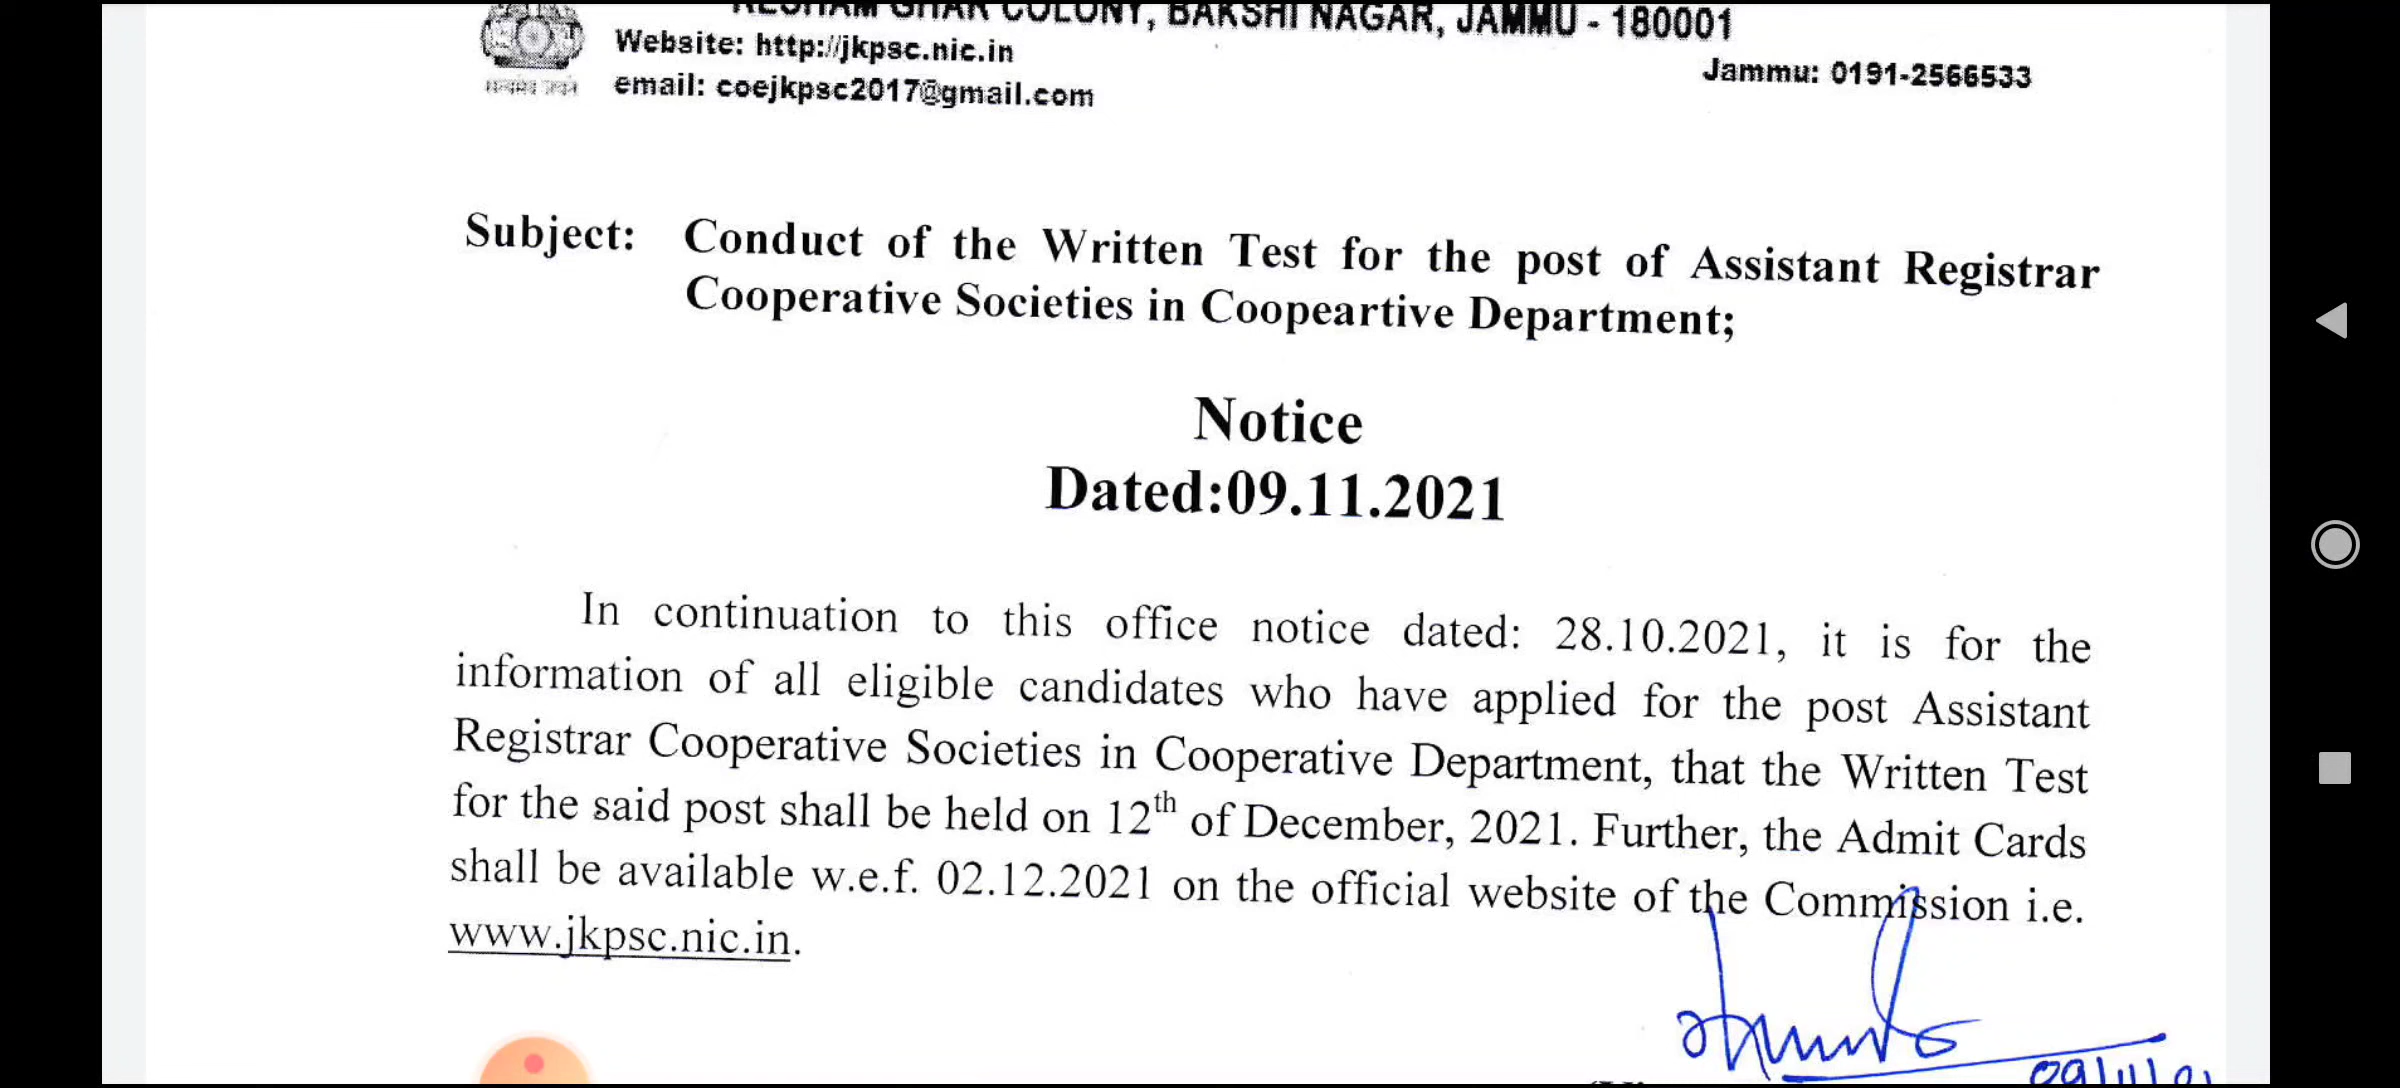 RESHAM GHAR COLONY, BAKSHI NAGAR, JAMMU - 180001
Website: http://jkpsc.nic.in
Jammu: 0191-2566533
email: coejkpsc2017@gmail.com
Subject: Conduct of the Written Test for the post of Assistant Registrar
Cooperative Societies in Coopeartive Department;
Notice
Dated:09.11.2021
In continuation to this office notice dated: 28.10.2021, it is for the
information of all eligible candidates who have applied for the post Assistant
Registrar Cooperative Societies in Cooperative Department, that the Written Test
for the said post shall be held on 12th of December, 2021. Further, the Admit Cards
shall be available w.e.f. 02.12.2021 on the official website of the Commission i.e.
www.jkpsc.nic.in.